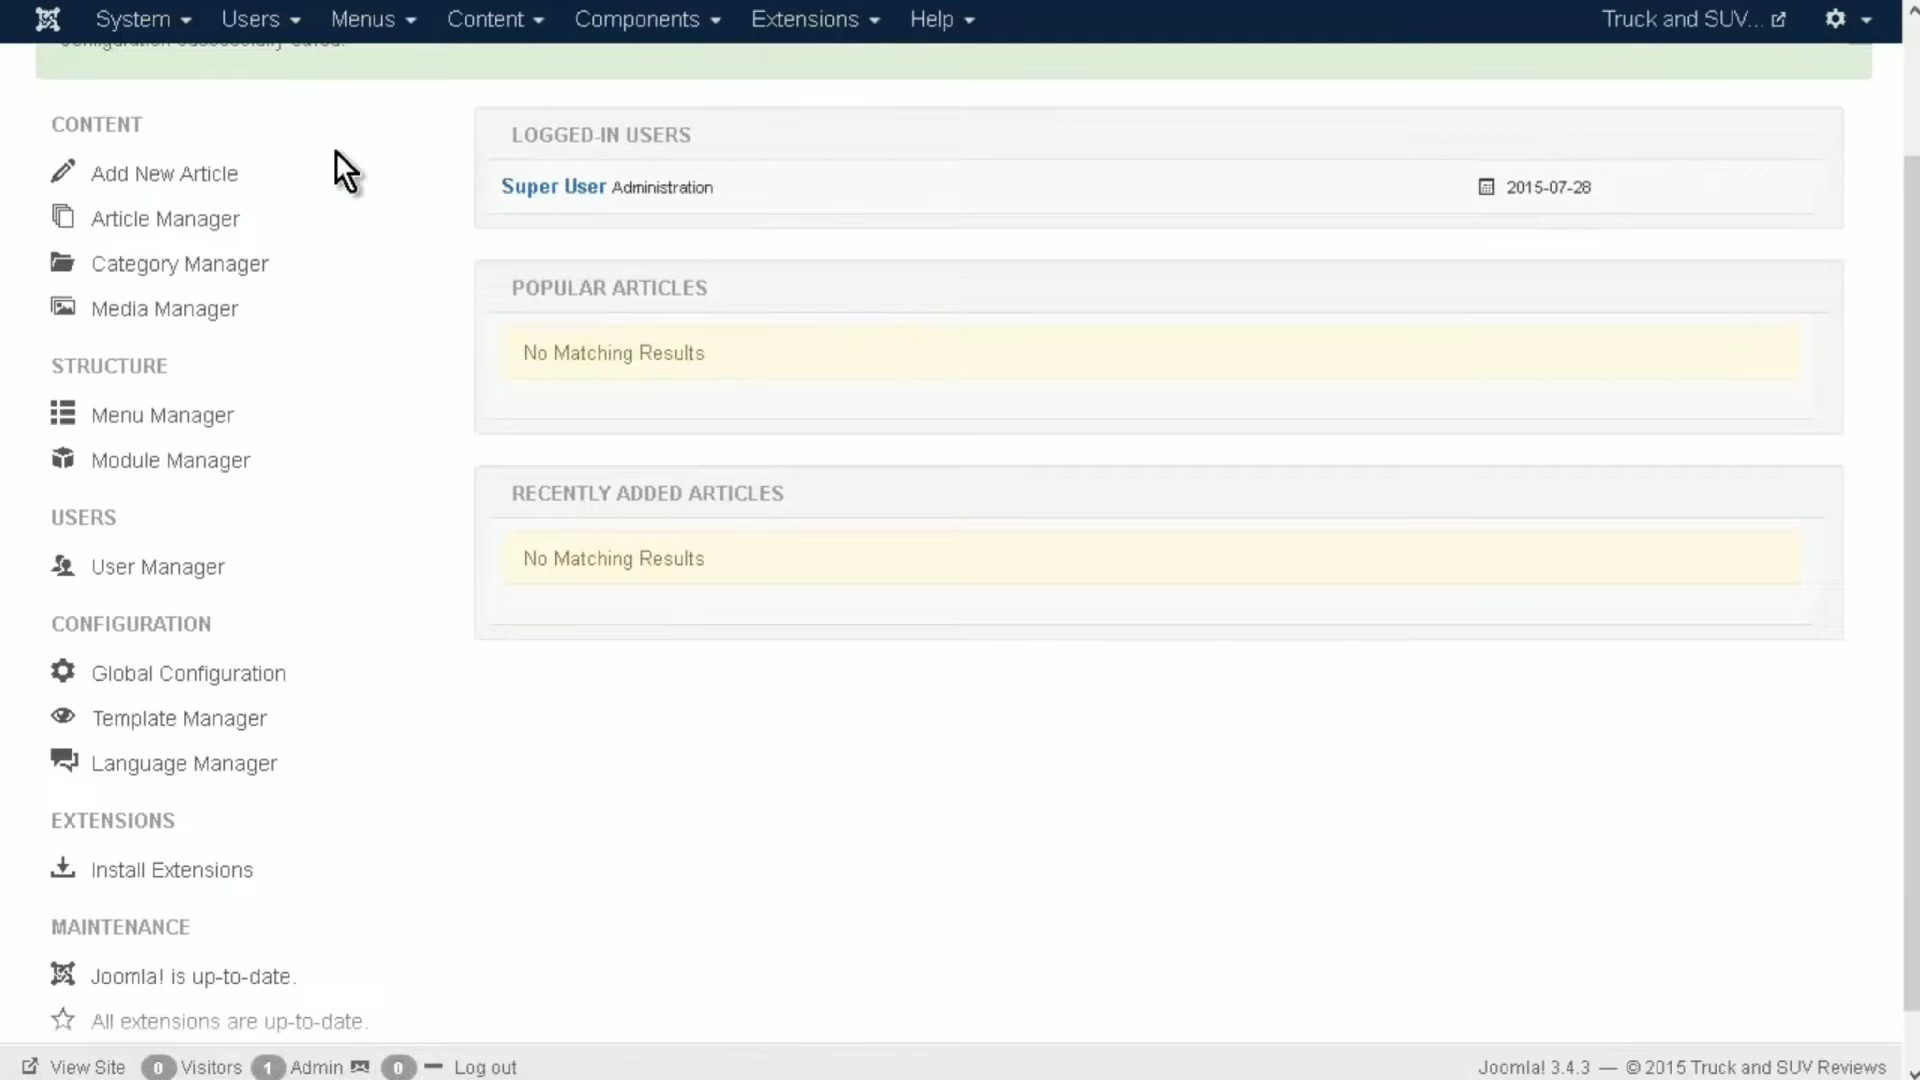 System Users Menus Content Components Extensions Help Truck and SUV...
Configuration successfully saved.
CONTENT
Add New Article
Article Manager
Category Manager
Media Manager
STRUCTURE
Menu Manager
Module Manager
USERS
User Manager
CONFIGURATION
Global Configuration
Template Manager
Language Manager
EXTENSIONS
Install Extensions
MAINTENANCE
Joomla! is up-to-date.
All extensions are up-to-date.
LOGGED-IN USERS
Super User Administration 2015-07-28
POPULAR ARTICLES
No Matching Results
RECENTLY ADDED ARTICLES
No Matching Results
View Site 0 Visitors 1 Admin 0 Log out Joomla! 3.4.3 — © 2015 Truck and SUV Reviews